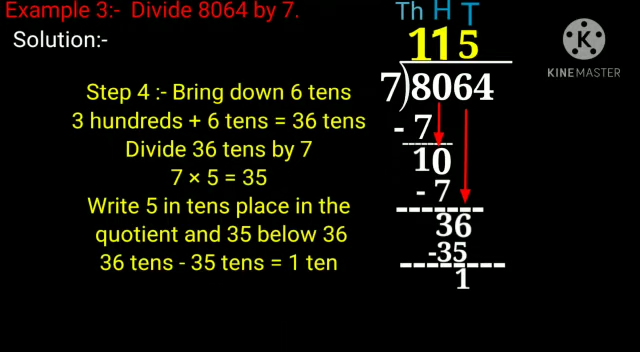 Example 3:- Divide 8064 by 7.
Th H T
Solution:-
115
KINEMASTER
7)8064
Step 4 :- Bring down 6 tens
3 hundreds + 6 tens = 36 tens
- 7
Divide 36 tens by 7
10
7 × 5 = 35
- 7
Write 5 in tens place in the
quotient and 35 below 36
36
36 tens - 35 tens = 1 ten
-35
1